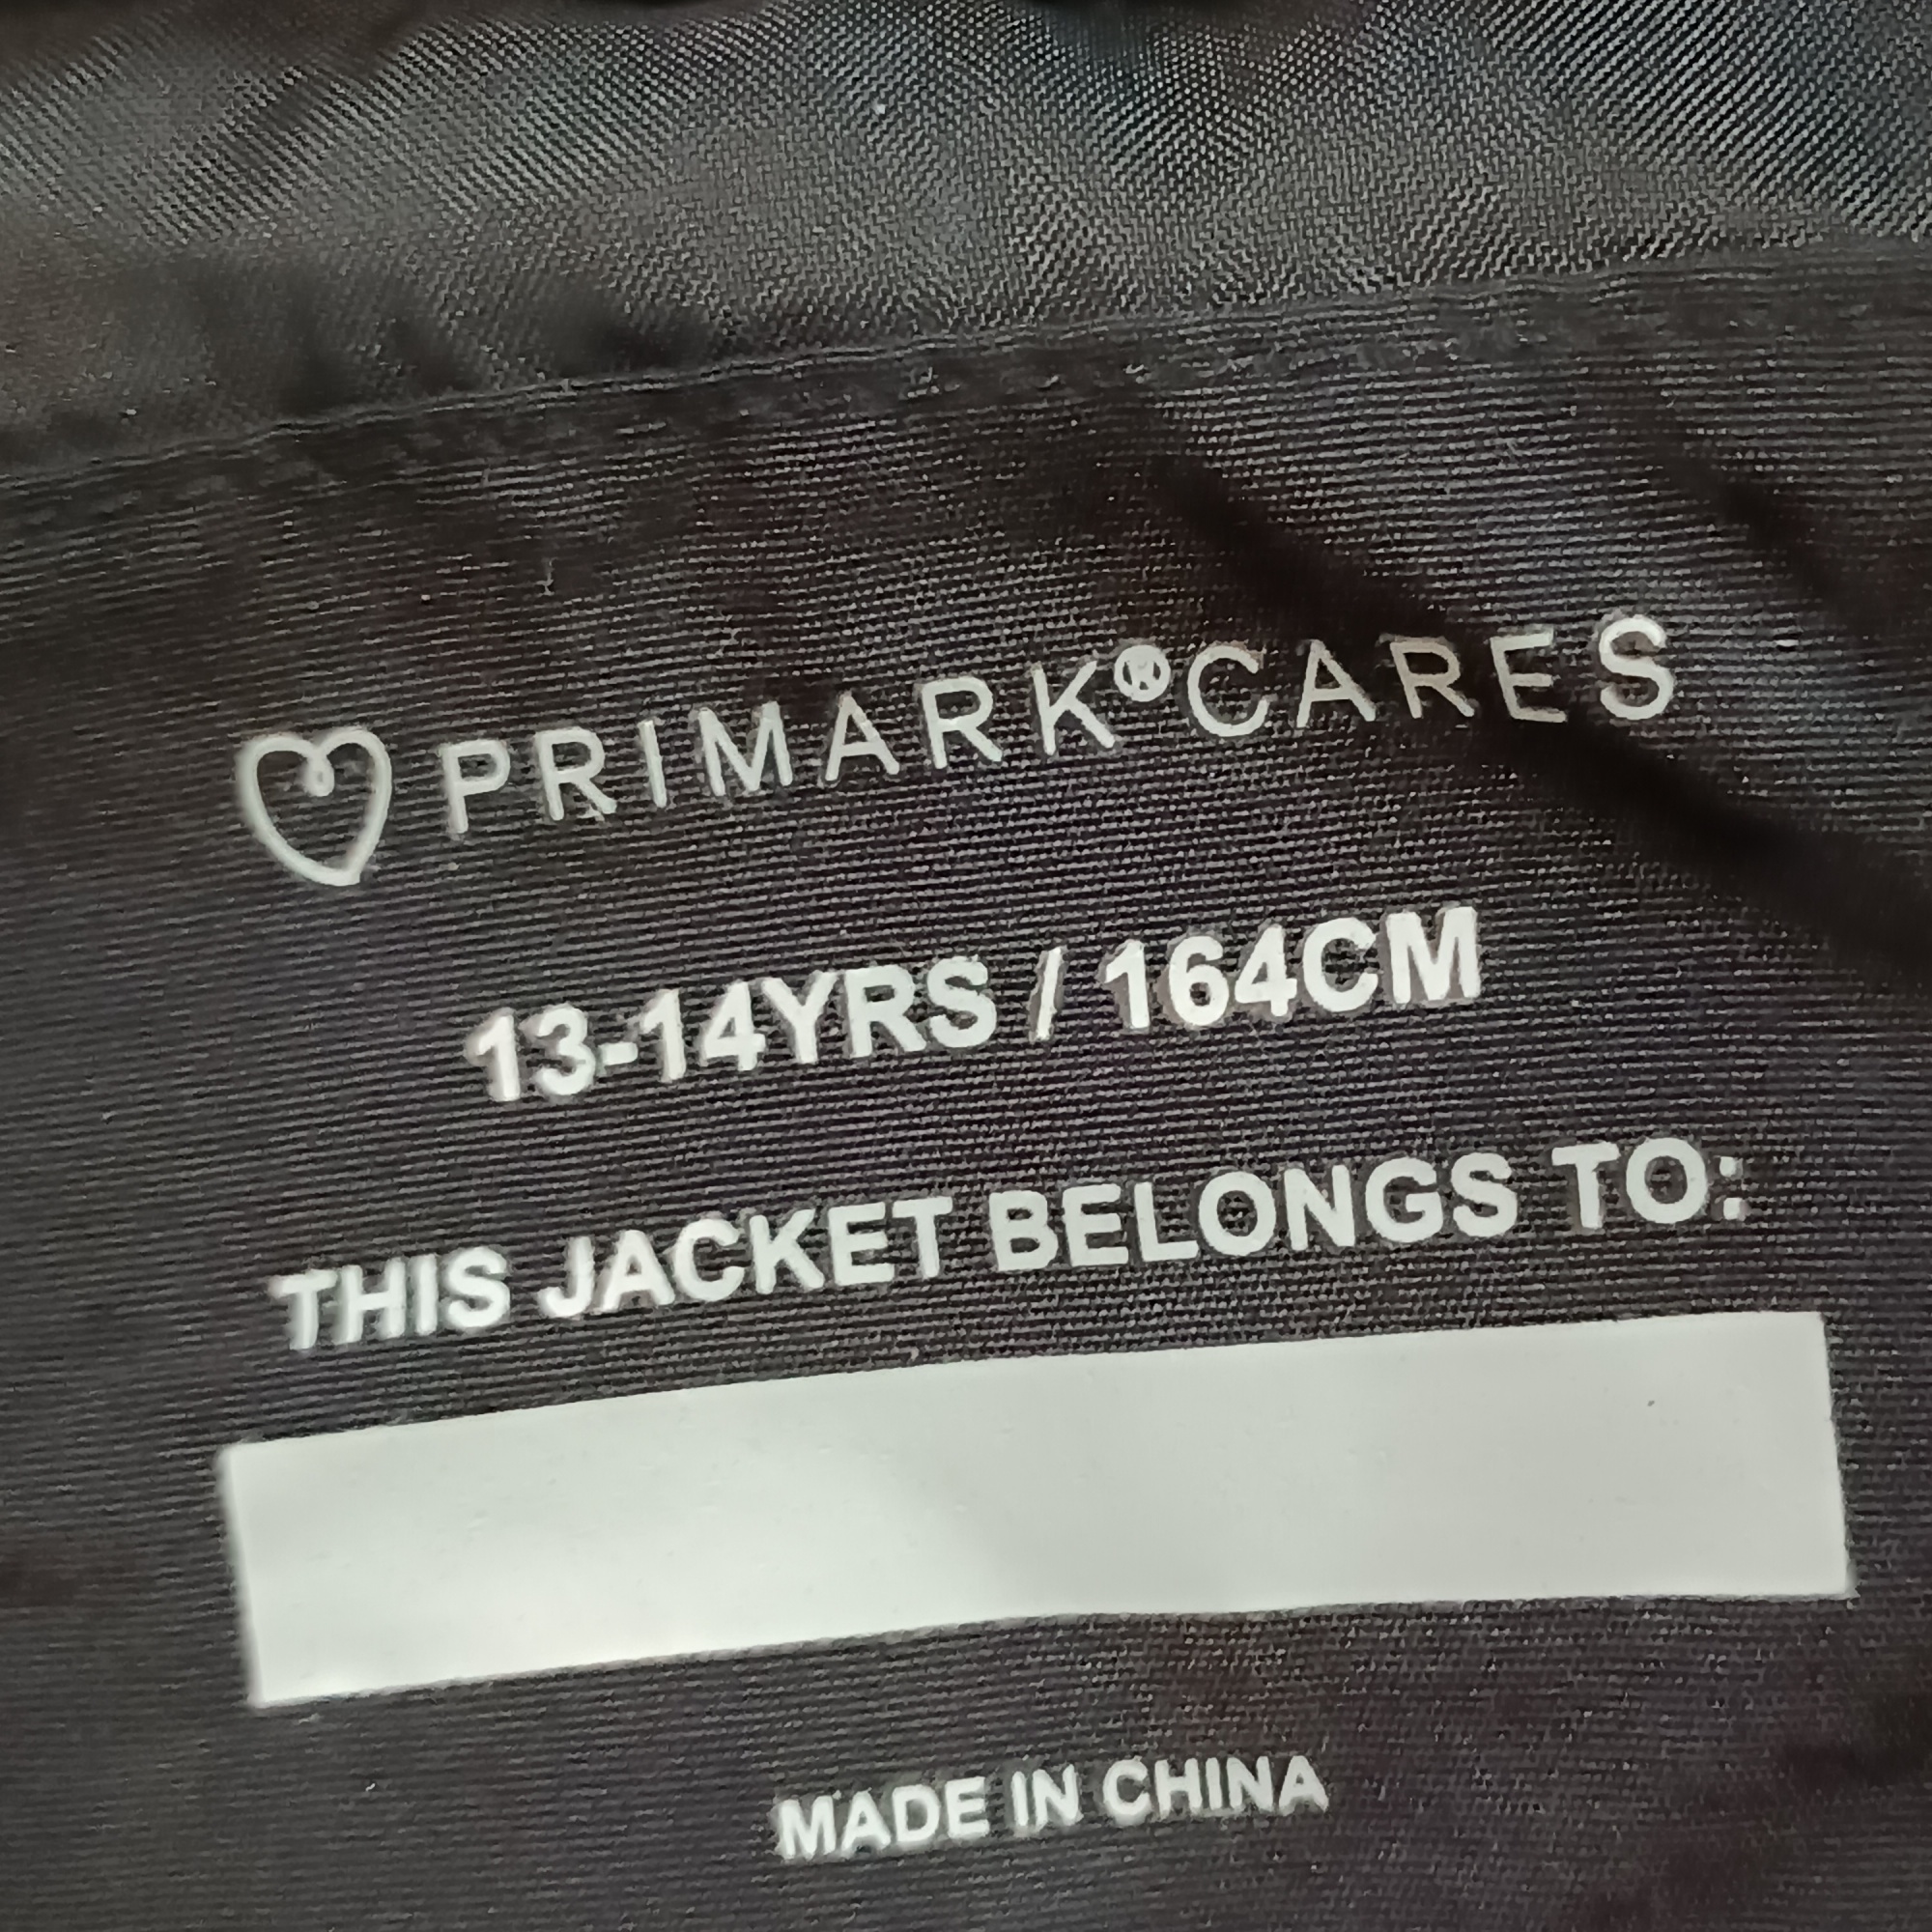 PRIMARK®CARES
13-14YRS / 164CM
THIS JACKET BELONGS TO:
MADE IN CHINA